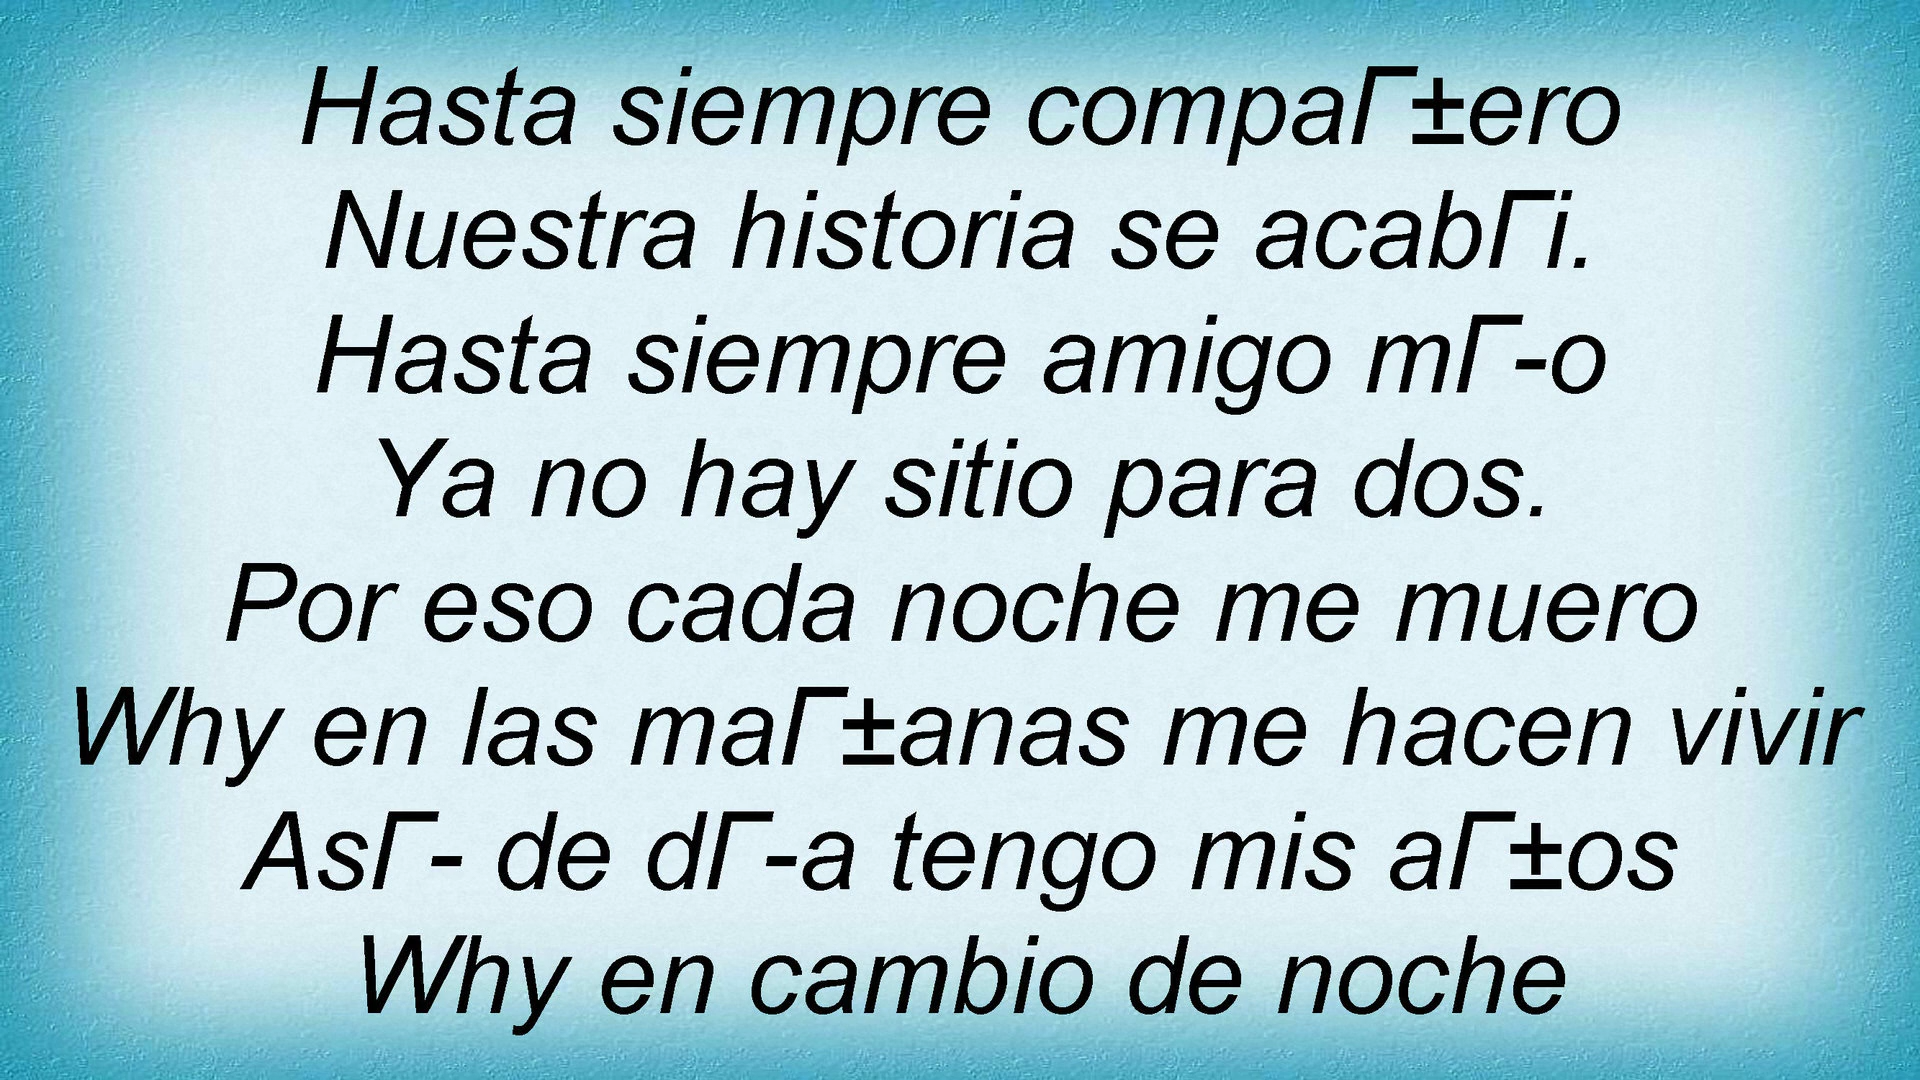 Hasta siempre compaГ±ero
Nuestra historia se acabГi.
Hasta siempre amigo mГ-o
Ya no hay sitio para dos.
Por eso cada noche me muero
Why en las maГ±anas me hacen vivir
AsГ- de dГ-a tengo mis aГ±os
Why en cambio de noche